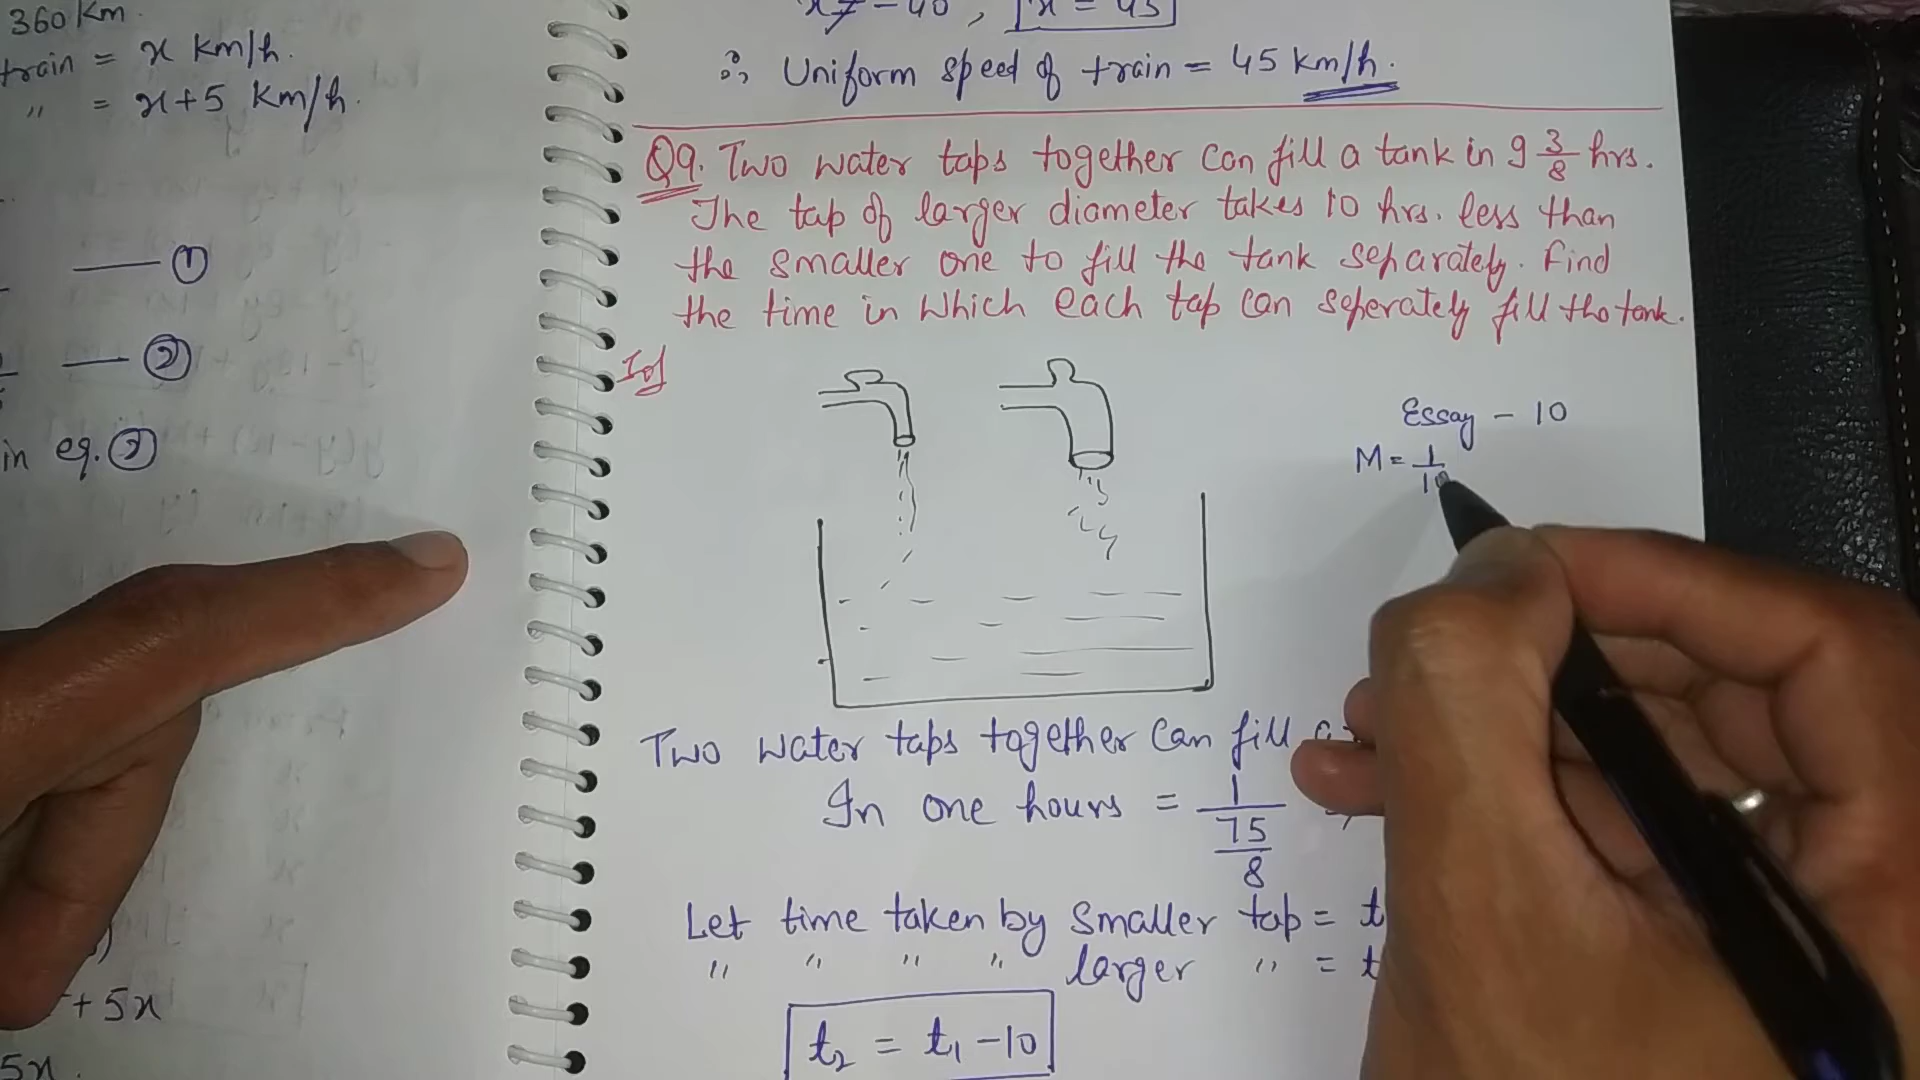 360 km
train = x km/h.
" = x+5 km/h.
—— ①
—— ②
in eq. ②
+ 5x
5x.
x ≠ -40, x = 45
∴ Uniform speed of train = 45 km/h.
Q9. Two water taps together can fill a tank in 9 3/8 hrs.
The tap of larger diameter takes 10 hrs. less than
the smaller one to fill the tank separately. Find
the time in which each tap can seperately fill the tank.
Essay - 10
M = 1/10
Two water taps together can fill a
In one hours = 1/(75/8)
Let time taken by smaller tap = t
" " " " larger " = t
t₂ = t₁ - 10